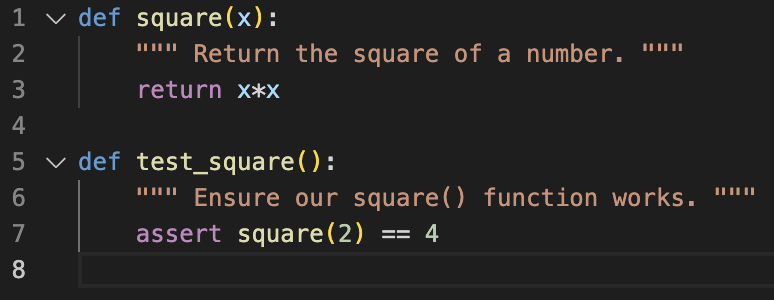 1 def square(x):
2 """ Return the square of a number. """
3 return x*x
4
5 def test_square():
6 """ Ensure our square() function works. """
7 assert square(2) == 4
8